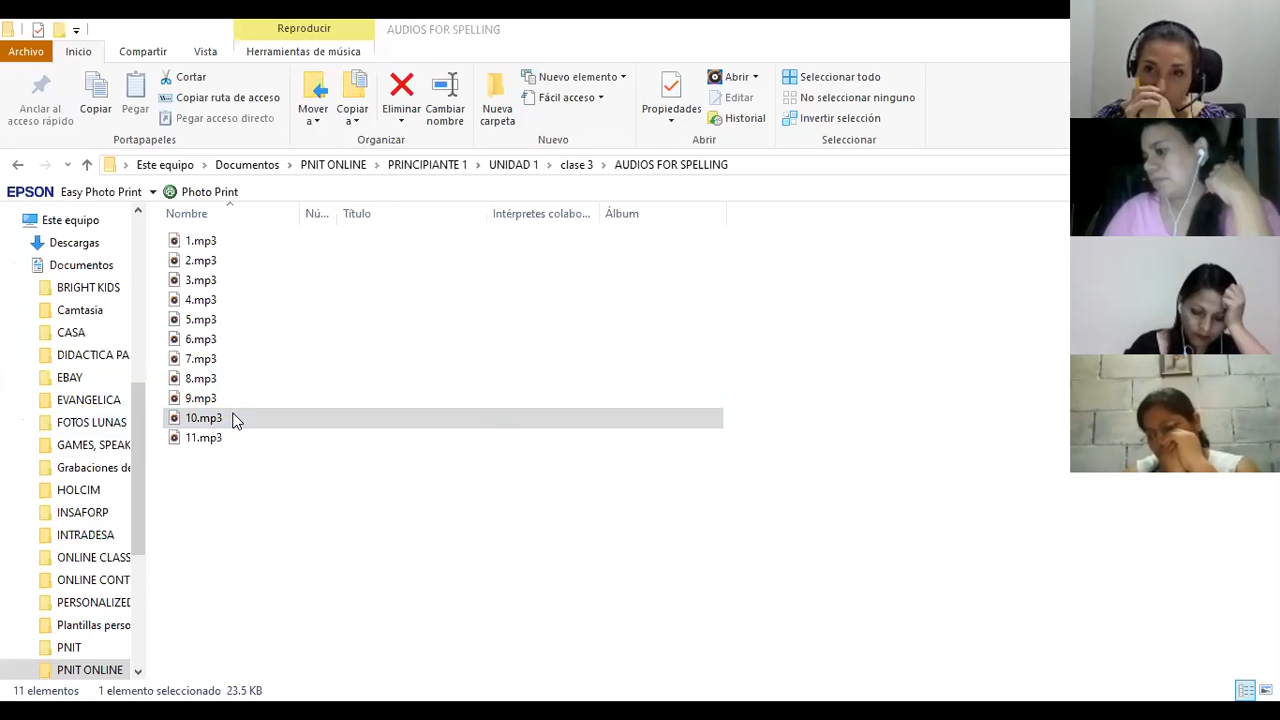 Reproducir
AUDIOS FOR SPELLING
Archivo
Inicio
Compartir
Vista
Herramientas de música
Anclar al
acceso rápido
Copiar
Pegar
Cortar
Copiar ruta de acceso
Pegar acceso directo
Portapapeles
Mover
a
Copiar
a
Eliminar
Cambiar
nombre
Organizar
Nueva
carpeta
Nuevo elemento
Fácil acceso
Nuevo
Propiedades
Abrir
Editar
Historial
Abrir
Seleccionar todo
No seleccionar ninguno
Invertir selección
Seleccionar
Este equipo > Documentos > PNIT ONLINE > PRINCIPIANTE 1 > UNIDAD 1 > clase 3 > AUDIOS FOR SPELLING
EPSON Easy Photo Print Photo Print
Nombre Nú... Título Intérpretes colabo... Álbum
Este equipo
Descargas
Documentos
BRIGHT KIDS
Camtasia
CASA
DIDACTICA PA
EBAY
EVANGELICA
FOTOS LUNAS
GAMES, SPEAK
Grabaciones de
HOLCIM
INSAFORP
INTRADESA
ONLINE CLASS
ONLINE CONT
PERSONALIZED
Plantillas perso
PNIT
PNIT ONLINE
1.mp3
2.mp3
3.mp3
4.mp3
5.mp3
6.mp3
7.mp3
8.mp3
9.mp3
10.mp3
11.mp3
11 elementos 1 elemento seleccionado 23.5 KB